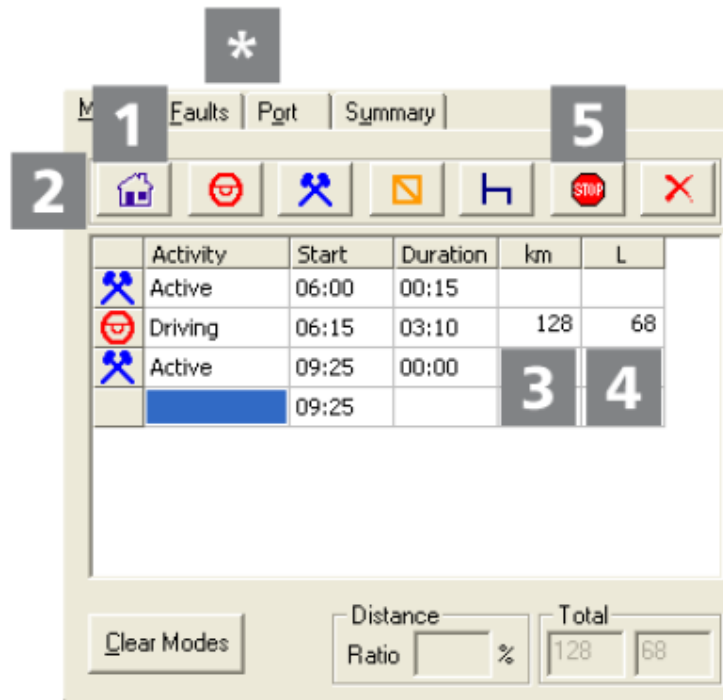 *
M
1
Faults
Port
Summary
5
2
STOP
Activity Start Duration km L
Active 06:00 00:15
Driving 06:15 03:10 128 68
Active 09:25 00:00
3 4
09:25
Clear Modes
Distance
Ratio %
Total
128 68